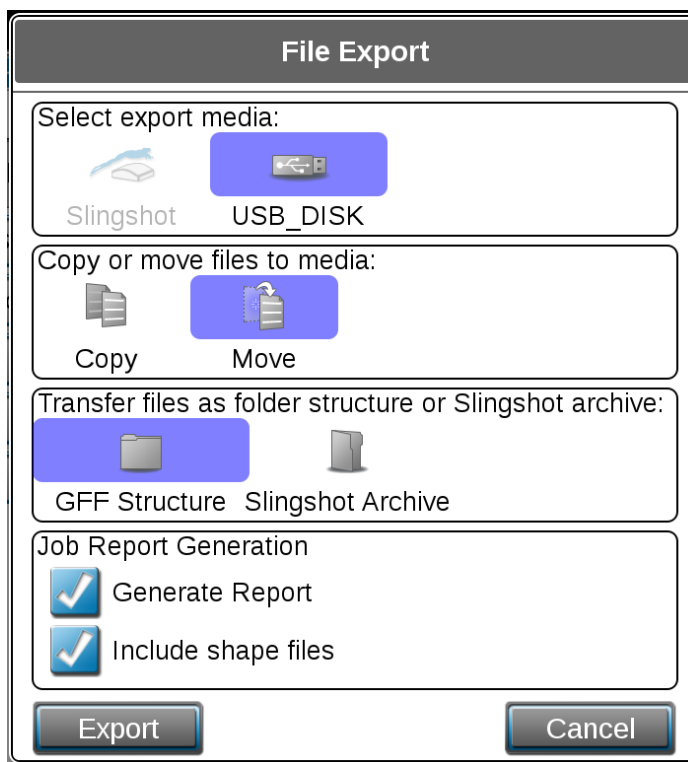 File Export
Select export media:
Slingshot USB_DISK
Copy or move files to media:
Copy Move
Transfer files as folder structure or Slingshot archive:
GFF Structure Slingshot Archive
Job Report Generation
Generate Report
Include shape files
Export Cancel